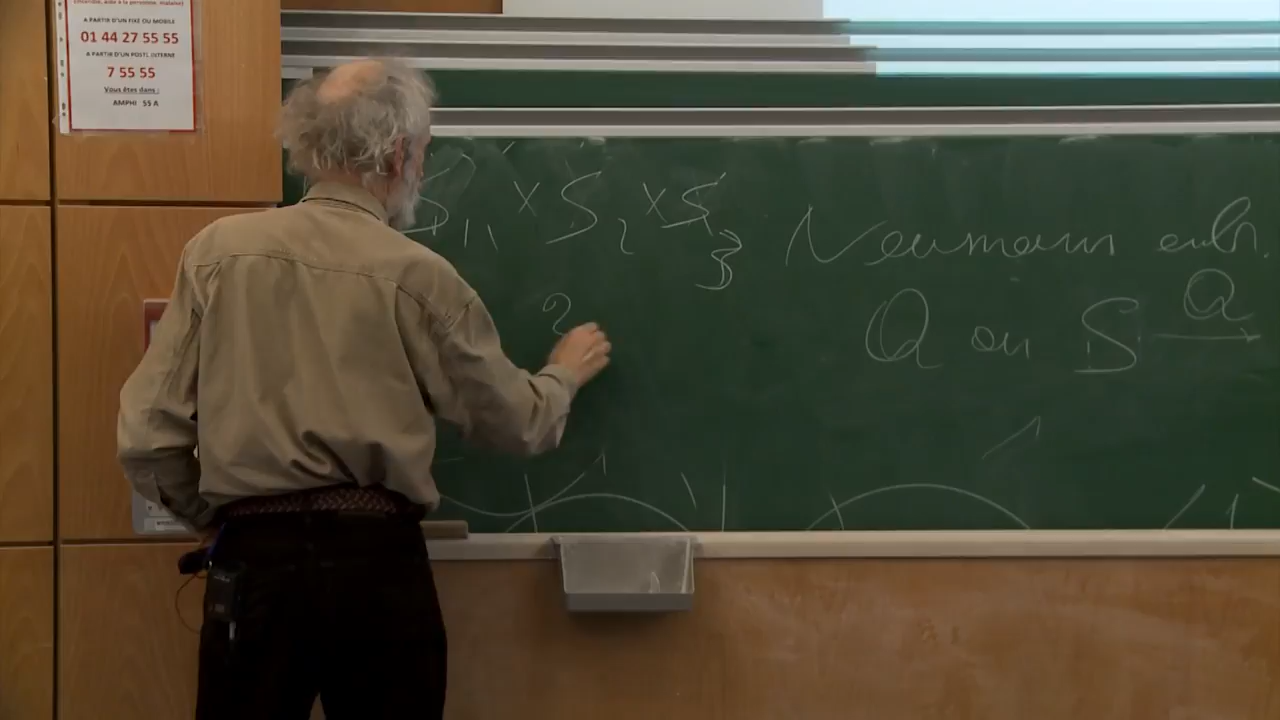 A PARTIR D'UN FIXE OU MOBILE
01 44 27 55 55
A PARTIR D'UN POSTE INTERNE
7 55 55
Vous êtes dans :
AMPHI 55 A
S₁ × S₂ × S₃
Neumann
Q ou S Q
2